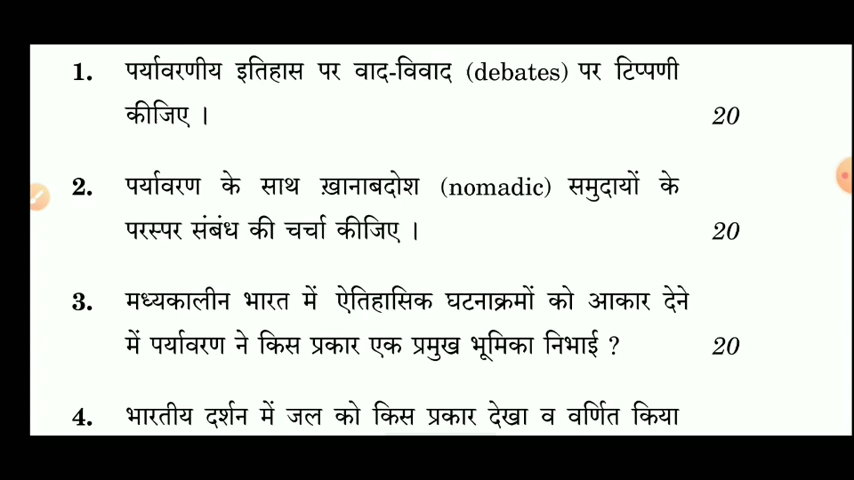 1. पर्यावरणीय इतिहास पर वाद-विवाद (debates) पर टिप्पणी
कीजिए । 20
2. पर्यावरण के साथ ख़ानाबदोश (nomadic) समुदायों के
परस्पर संबंध की चर्चा कीजिए । 20
3. मध्यकालीन भारत में ऐतिहासिक घटनाक्रमों को आकार देने
में पर्यावरण ने किस प्रकार एक प्रमुख भूमिका निभाई ? 20
4. भारतीय दर्शन में जल को किस प्रकार देखा व वर्णित किया